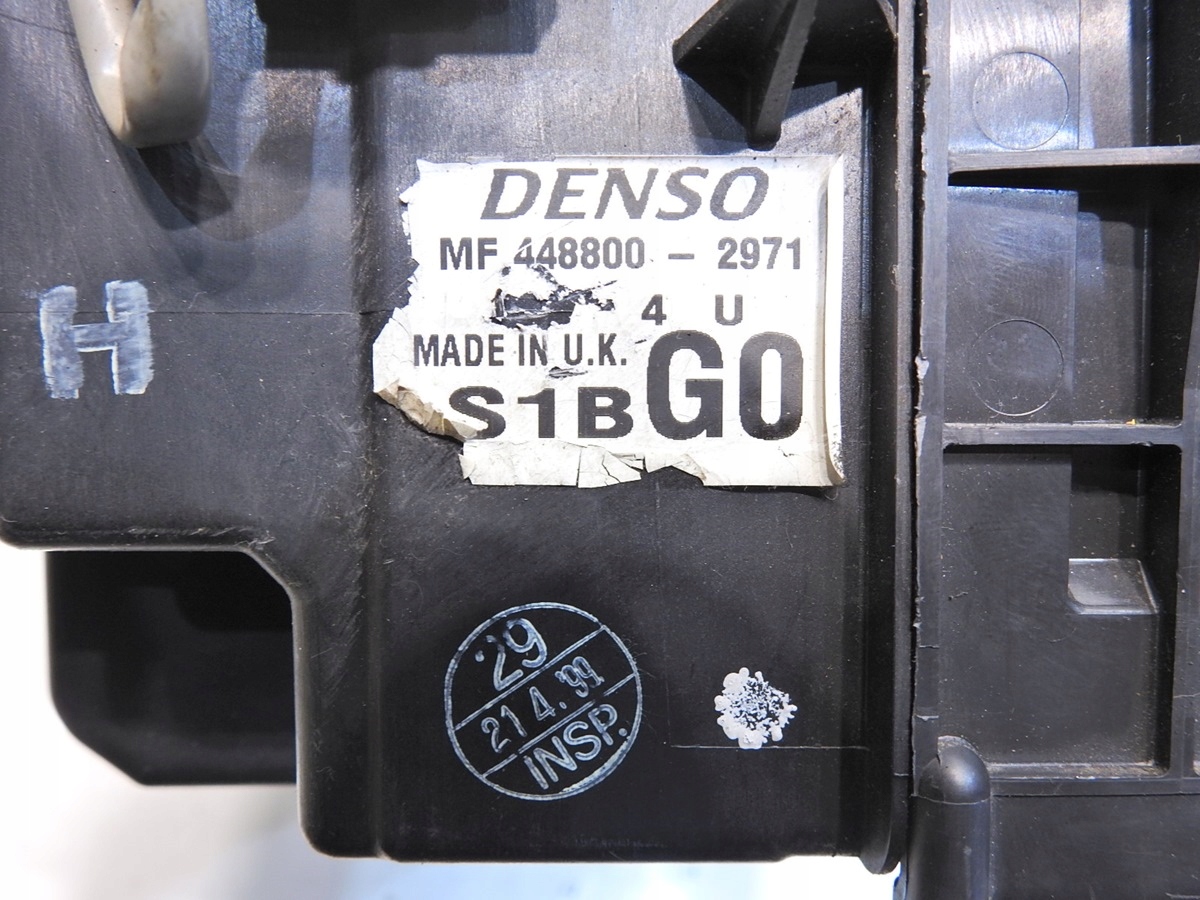 DENSO
MF 448800 - 2971
4 U
MADE IN U.K.
S1B G0
H
29
21 4.'99
INSP.